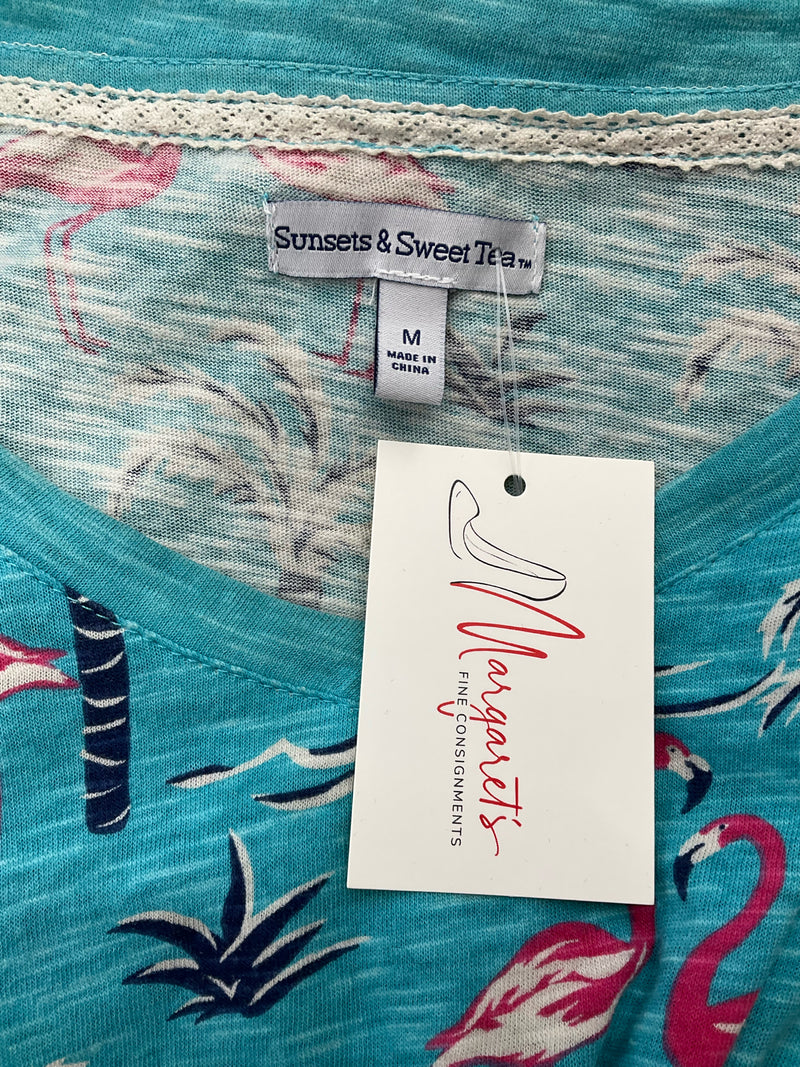 Sunsets & Sweet Tea™
M
MADE IN
CHINA
Margaret's
FINE CONSIGNMENTS